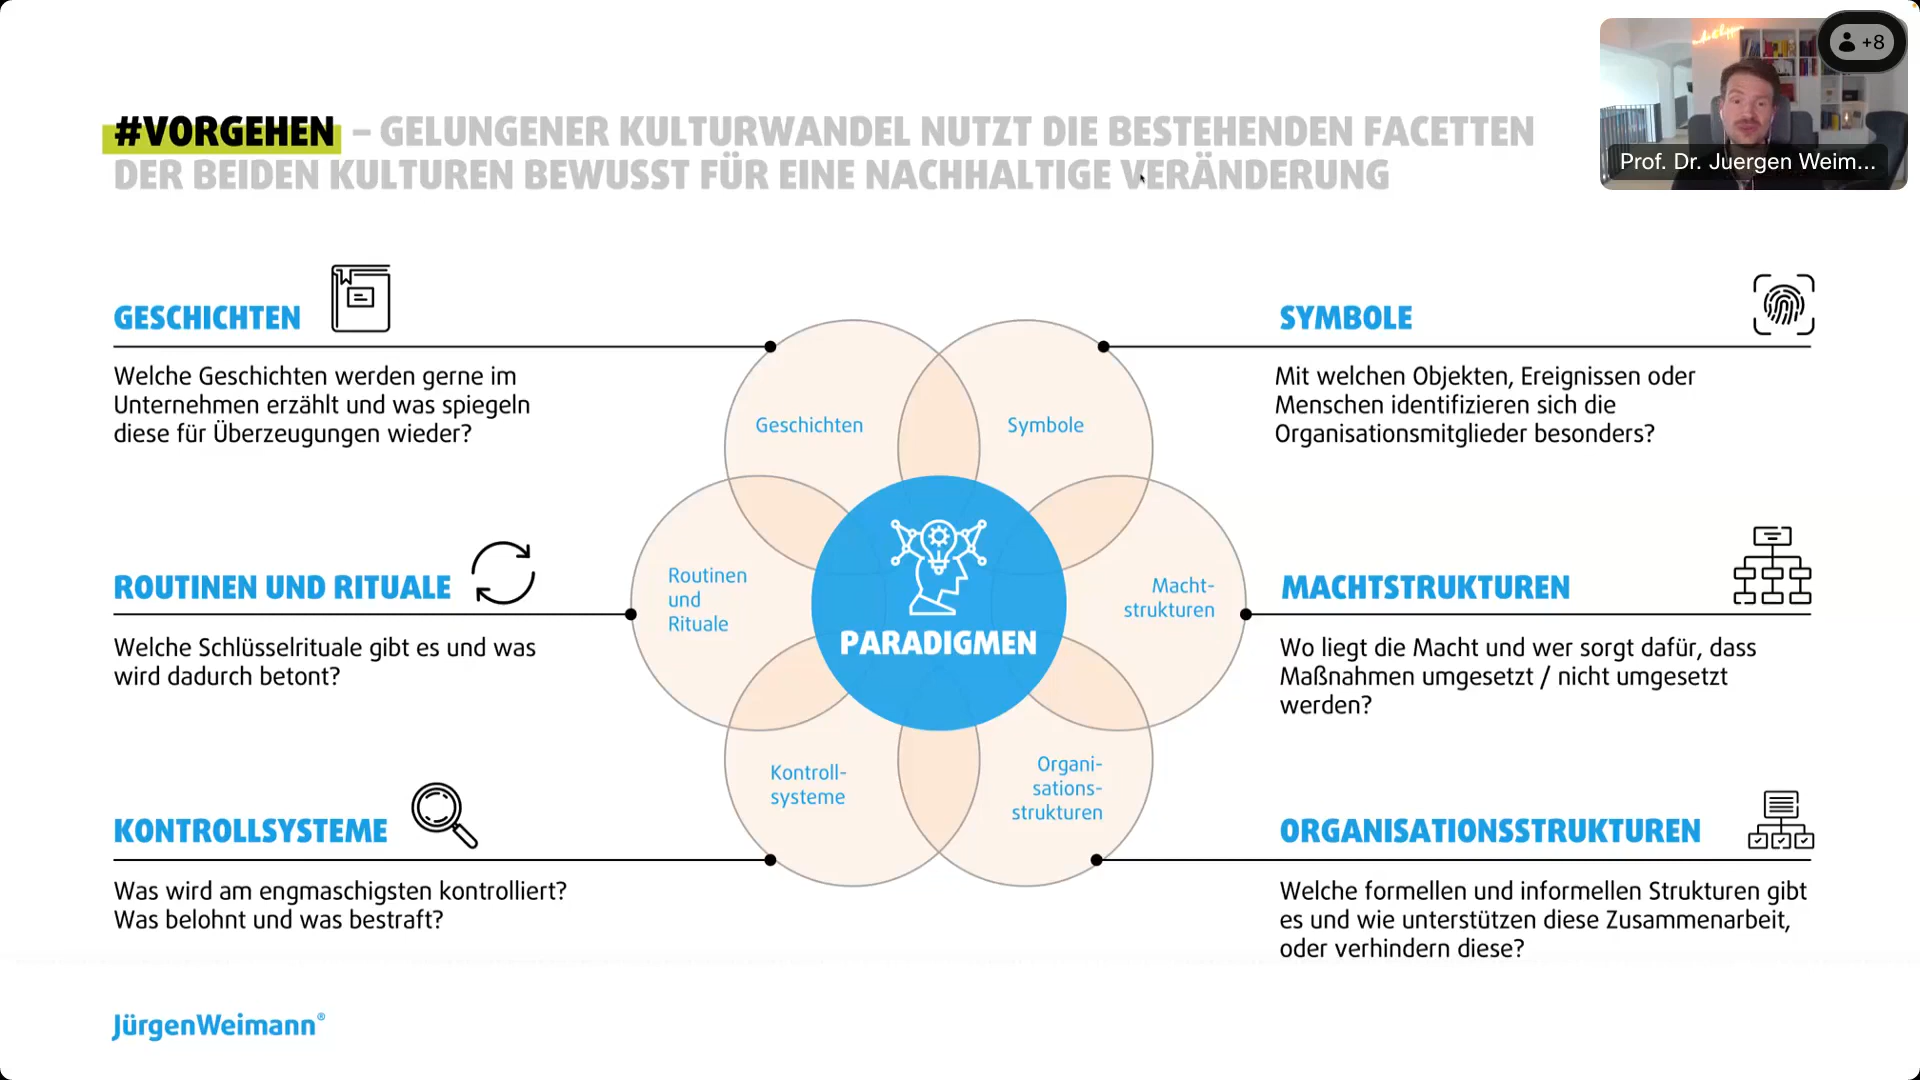 #VORGEHEN – GELUNGENER KULTURWANDEL NUTZT DIE BESTEHENDEN FACETTEN
DER BEIDEN KULTUREN BEWUSST FÜR EINE NACHHALTIGE VERÄNDERUNG
+8
Prof. Dr. Juergen Weim...
GESCHICHTEN
Welche Geschichten werden gerne im
Unternehmen erzählt und was spiegeln
diese für Überzeugungen wieder?
ROUTINEN UND RITUALE
Welche Schlüsselrituale gibt es und was
wird dadurch betont?
KONTROLLSYSTEME
Was wird am engmaschigsten kontrolliert?
Was belohnt und was bestraft?
Geschichten
Symbole
Routinen
und
Rituale
PARADIGMEN
Macht-
strukturen
Kontroll-
systeme
Organi-
sations-
strukturen
SYMBOLE
Mit welchen Objekten, Ereignissen oder
Menschen identifizieren sich die
Organisationsmitglieder besonders?
MACHTSTRUKTUREN
Wo liegt die Macht und wer sorgt dafür, dass
Maßnahmen umgesetzt / nicht umgesetzt
werden?
ORGANISATIONSSTRUKTUREN
Welche formellen und informellen Strukturen gibt
es und wie unterstützen diese Zusammenarbeit,
oder verhindern diese?
JürgenWeimann®